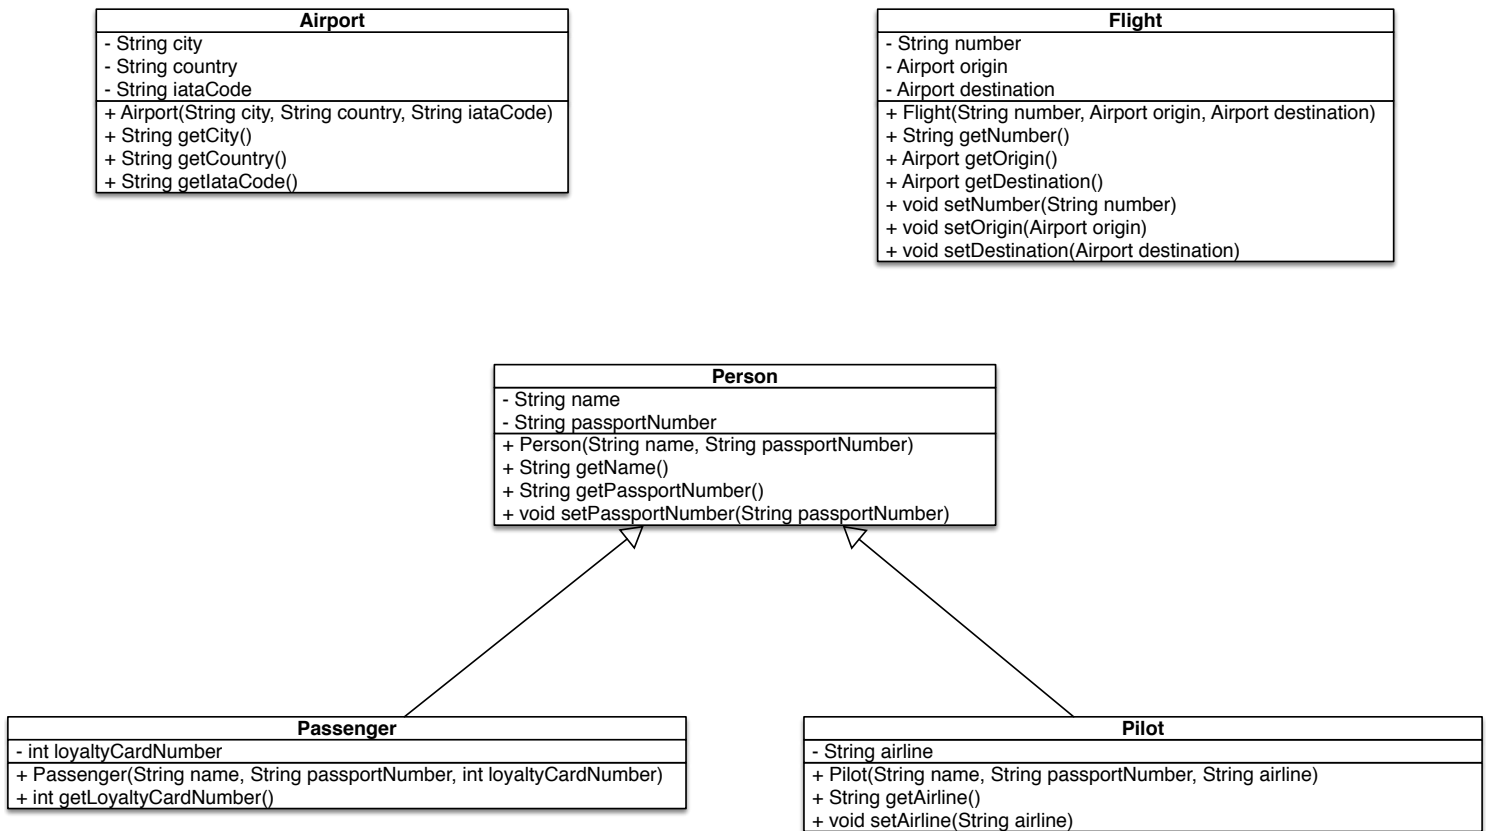 Airport
- String city
- String country
- String iataCode
+ Airport(String city, String country, String iataCode)
+ String getCity()
+ String getCountry()
+ String getIataCode()
Flight
- String number
- Airport origin
- Airport destination
+ Flight(String number, Airport origin, Airport destination)
+ String getNumber()
+ Airport getOrigin()
+ Airport getDestination()
+ void setNumber(String number)
+ void setOrigin(Airport origin)
+ void setDestination(Airport destination)
Person
- String name
- String passportNumber
+ Person(String name, String passportNumber)
+ String getName()
+ String getPassportNumber()
+ void setPassportNumber(String passportNumber)
Passenger
- int loyaltyCardNumber
+ Passenger(String name, String passportNumber, int loyaltyCardNumber)
+ int getLoyaltyCardNumber()
Pilot
- String airline
+ Pilot(String name, String passportNumber, String airline)
+ String getAirline()
+ void setAirline(String airline)